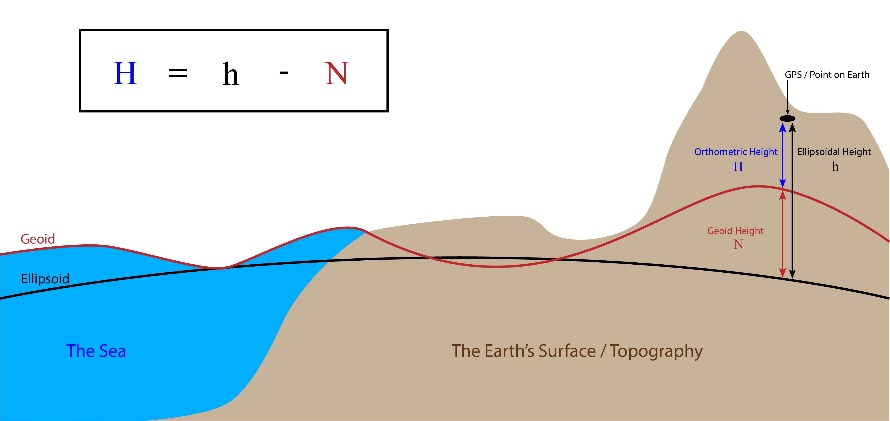 H = h - N
GPS / Point on Earth
Orthometric Height
H
Ellipsoidal Height
h
Geoid
Geoid Height
N
Ellipsoid
The Sea
The Earth's Surface / Topography